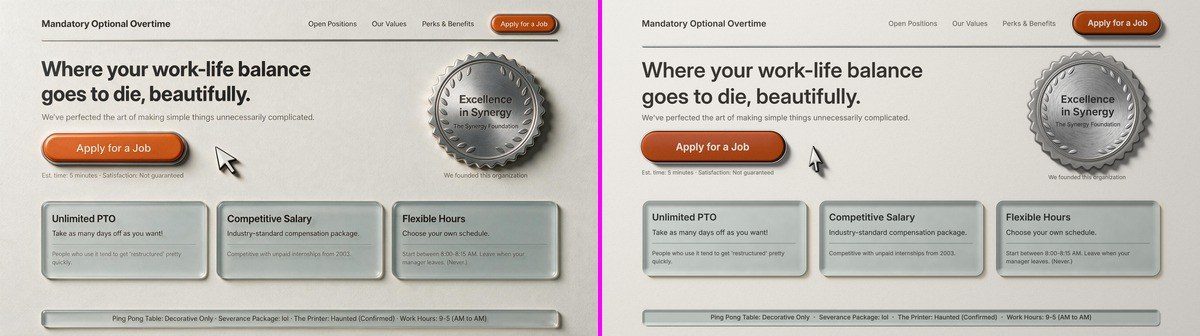 Mandatory Optional Overtime
Open Positions Our Values Perks & Benefits Apply for a Job
Where your work-life balance
goes to die, beautifully.
We've perfected the art of making simple things unnecessarily complicated.
Apply for a Job
Est. time: 5 minutes · Satisfaction: Not guaranteed
Excellence
in Synergy
The Synergy Foundation
We founded this organization
Unlimited PTO
Take as many days off as you want!
People who use it tend to get 'restructured' pretty
quickly.
Competitive Salary
Industry-standard compensation package.
Competitive with unpaid internships from 2003.
Flexible Hours
Choose your own schedule.
Start between 8:00-8:15 AM. Leave when your
manager leaves. (Never.)
Ping Pong Table: Decorative Only · Severance Package: lol · The Printer: Haunted (Confirmed) · Work Hours: 9-5 (AM to AM)
Mandatory Optional Overtime
Open Positions Our Values Perks & Benefits Apply for a Job
Where your work-life balance
goes to die, beautifully.
We've perfected the art of making simple things unnecessarily complicated.
Apply for a Job
Est. time: 5 minutes · Satisfaction: Not guaranteed
Excellence
in Synergy
The Synergy Foundation
We founded this organization
Unlimited PTO
Take as many days off as you want!
People who use it tend to get 'restructured' pretty
quickly.
Competitive Salary
Industry-standard compensation package.
Competitive with unpaid internships from 2003.
Flexible Hours
Choose your own schedule.
Start between 8:00-8:15 AM. Leave when your
manager leaves. (Never.)
Ping Pong Table: Decorative Only · Severance Package: lol · The Printer: Haunted (Confirmed) · Work Hours: 9-5 (AM to AM)